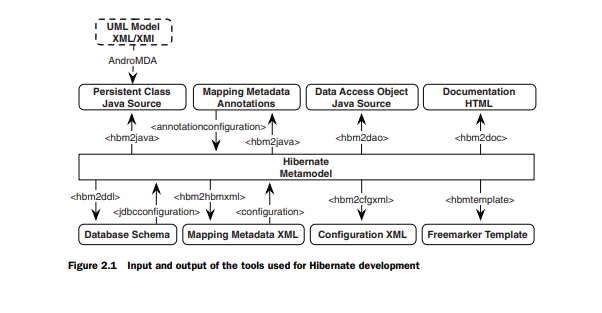 UML Model
XML/XMI
AndroMDA
Persistent Class
Java Source
Mapping Metadata
Annotations
Data Access Object
Java Source
Documentation
HTML
<annotationconfiguration>
<hbm2java>
<hbm2java>
<hbm2dao>
<hbm2doc>
Hibernate
Metamodel
<hbm2ddl>
<hbm2hbmxml>
<hbm2cfgxml>
<hbmtemplate>
<jdbcconfiguration>
<configuration>
Database Schema
Mapping Metadata XML
Configuration XML
Freemarker Template
Figure 2.1 Input and output of the tools used for Hibernate development